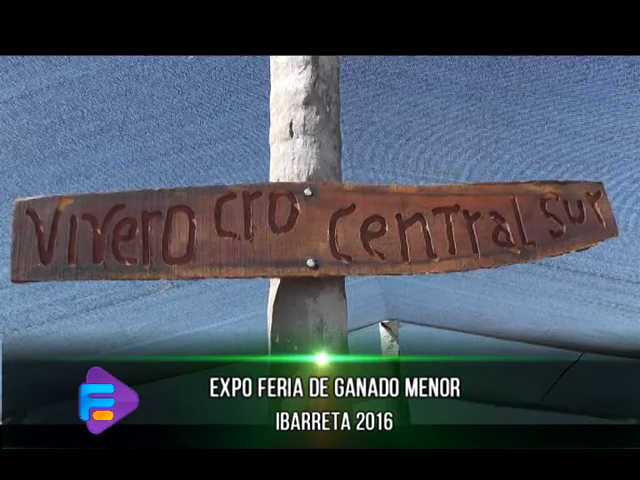 vivero cro central sur
EXPO FERIA DE GANADO MENOR
IBARRETA 2016
F